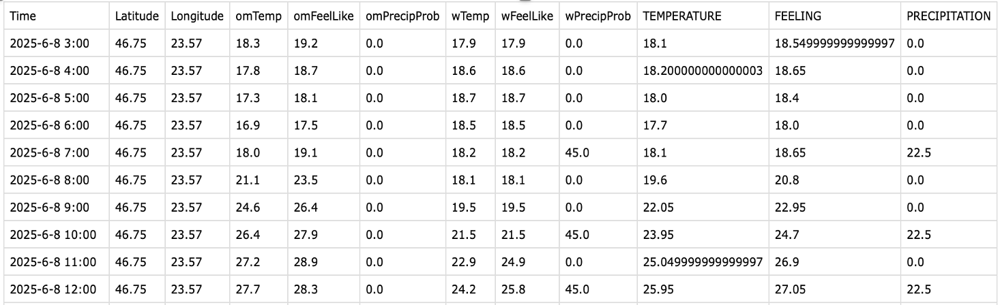 Time Latitude Longitude omTemp omFeelLike omPrecipProb wTemp wFeelLike wPrecipProb TEMPERATURE FEELING PRECIPITATION
2025-6-8 3:00 46.75 23.57 18.3 19.2 0.0 17.9 17.9 0.0 18.1 18.549999999999997 0.0
2025-6-8 4:00 46.75 23.57 17.8 18.7 0.0 18.6 18.6 0.0 18.200000000000003 18.65 0.0
2025-6-8 5:00 46.75 23.57 17.3 18.1 0.0 18.7 18.7 0.0 18.0 18.4 0.0
2025-6-8 6:00 46.75 23.57 16.9 17.5 0.0 18.5 18.5 0.0 17.7 18.0 0.0
2025-6-8 7:00 46.75 23.57 18.0 19.1 0.0 18.2 18.2 45.0 18.1 18.65 22.5
2025-6-8 8:00 46.75 23.57 21.1 23.5 0.0 18.1 18.1 0.0 19.6 20.8 0.0
2025-6-8 9:00 46.75 23.57 24.6 26.4 0.0 19.5 19.5 0.0 22.05 22.95 0.0
2025-6-8 10:00 46.75 23.57 26.4 27.9 0.0 21.5 21.5 45.0 23.95 24.7 22.5
2025-6-8 11:00 46.75 23.57 27.2 28.9 0.0 22.9 24.9 0.0 25.049999999999997 26.9 0.0
2025-6-8 12:00 46.75 23.57 27.7 28.3 0.0 24.2 25.8 45.0 25.95 27.05 22.5